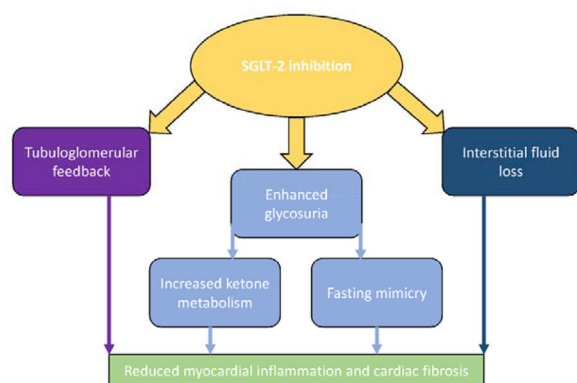 SGLT-2 Inhibition
Tubuloglomerular
feedback
Interstitial fluid
loss
Enhanced
glycosuria
Increased ketone
metabolism
Fasting mimicry
Reduced myocardial inflammation and cardiac fibrosis